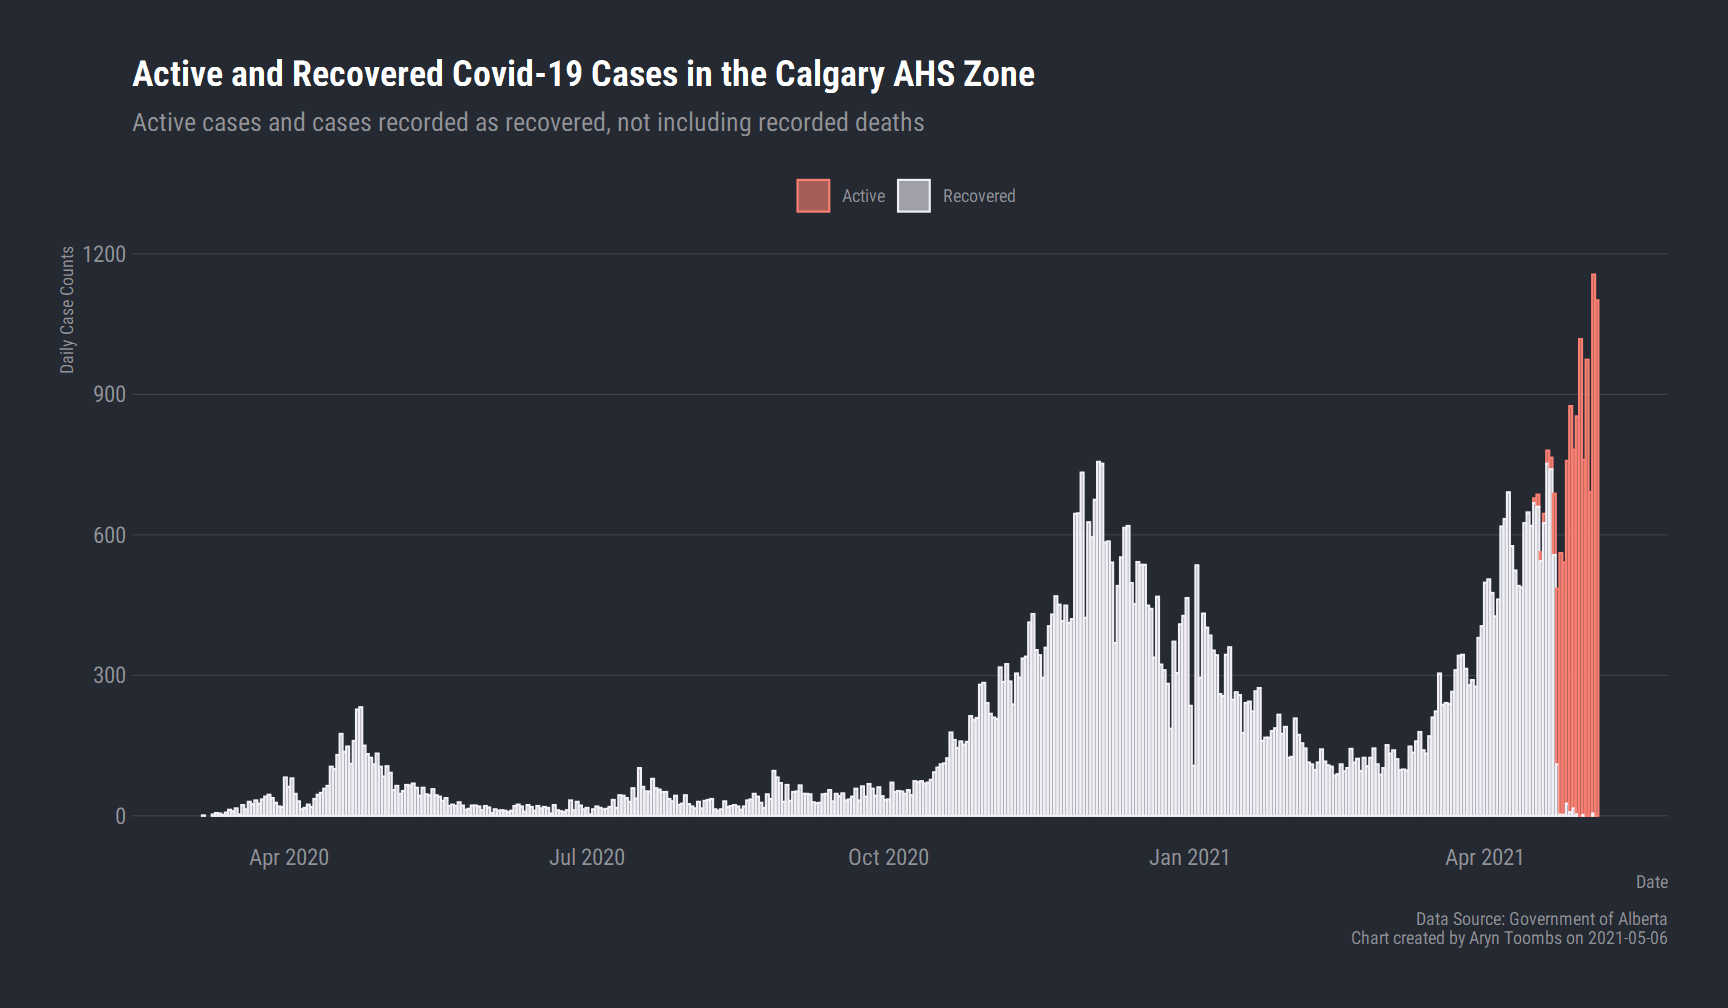 Active and Recovered Covid-19 Cases in the Calgary AHS Zone
Active cases and cases recorded as recovered, not including recorded deaths
Active
Recovered
Daily Case Counts
1200
900
600
300
0
Apr 2020
Jul 2020
Oct 2020
Jan 2021
Apr 2021
Date
Data Source: Government of Alberta
Chart created by Aryn Toombs on 2021-05-06